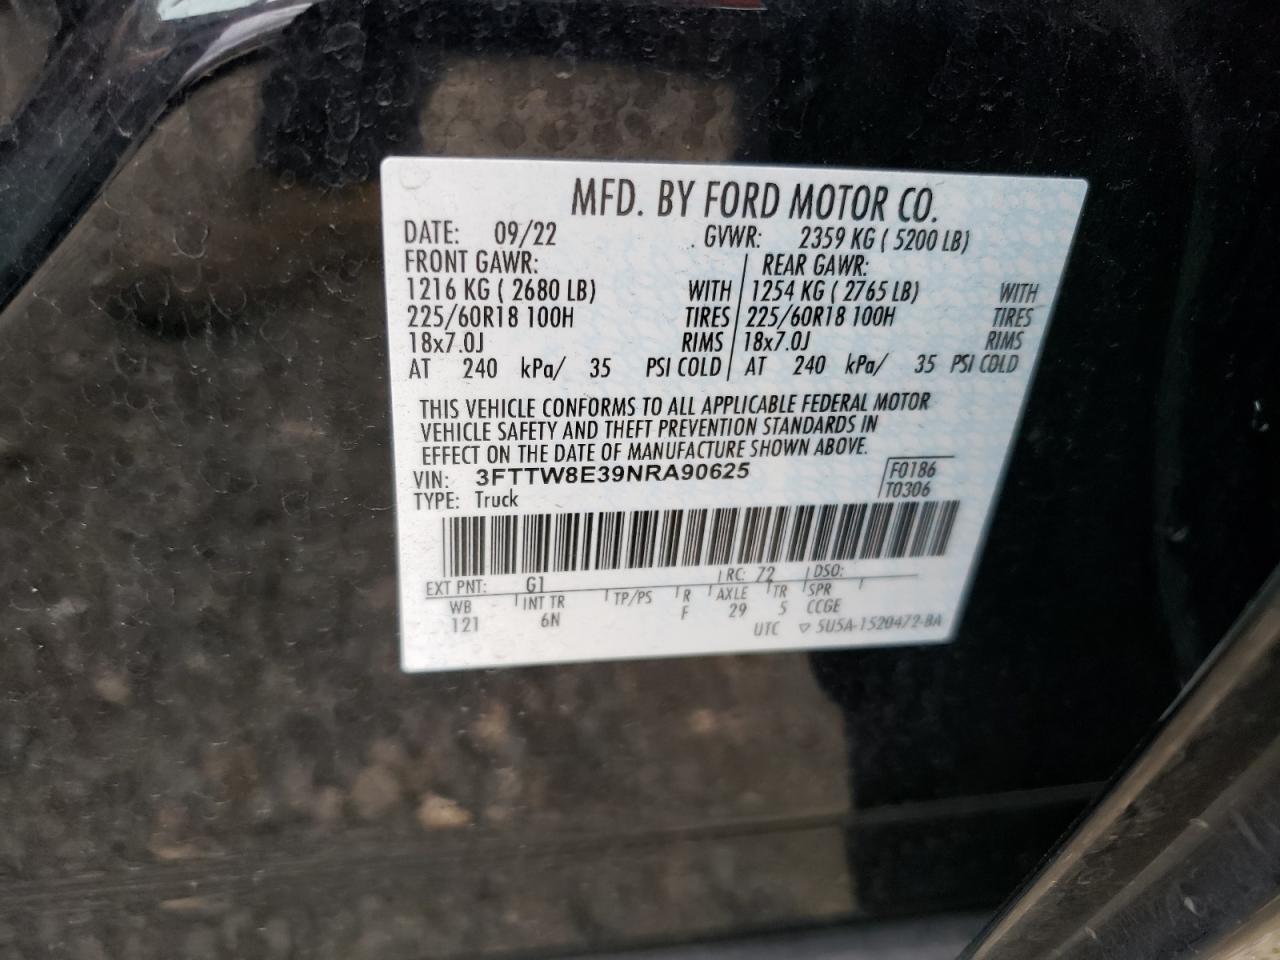 MFD. BY FORD MOTOR CO.
DATE: 09/22 GVWR: 2359 KG ( 5200 LB)
FRONT GAWR: REAR GAWR:
1216 KG ( 2680 LB) WITH 1254 KG ( 2765 LB) WITH
225/60R18 100H TIRES 225/60R18 100H TIRES
18x7.0J RIMS 18x7.0J RIMS
AT 240 kPa/ 35 PSI COLD AT 240 kPa/ 35 PSI COLD
THIS VEHICLE CONFORMS TO ALL APPLICABLE FEDERAL MOTOR
VEHICLE SAFETY AND THEFT PREVENTION STANDARDS IN
EFFECT ON THE DATE OF MANUFACTURE SHOWN ABOVE.
VIN: 3FTTW8E39NRA90625 F0186
TYPE: Truck T0306
EXT PNT: G1 RC: 72 DSO:
WB INT TR TP/PS R AXLE TR SPR
121 6N F 29 5 CCGE
UTC ▽ 5U5A-1520472-BA